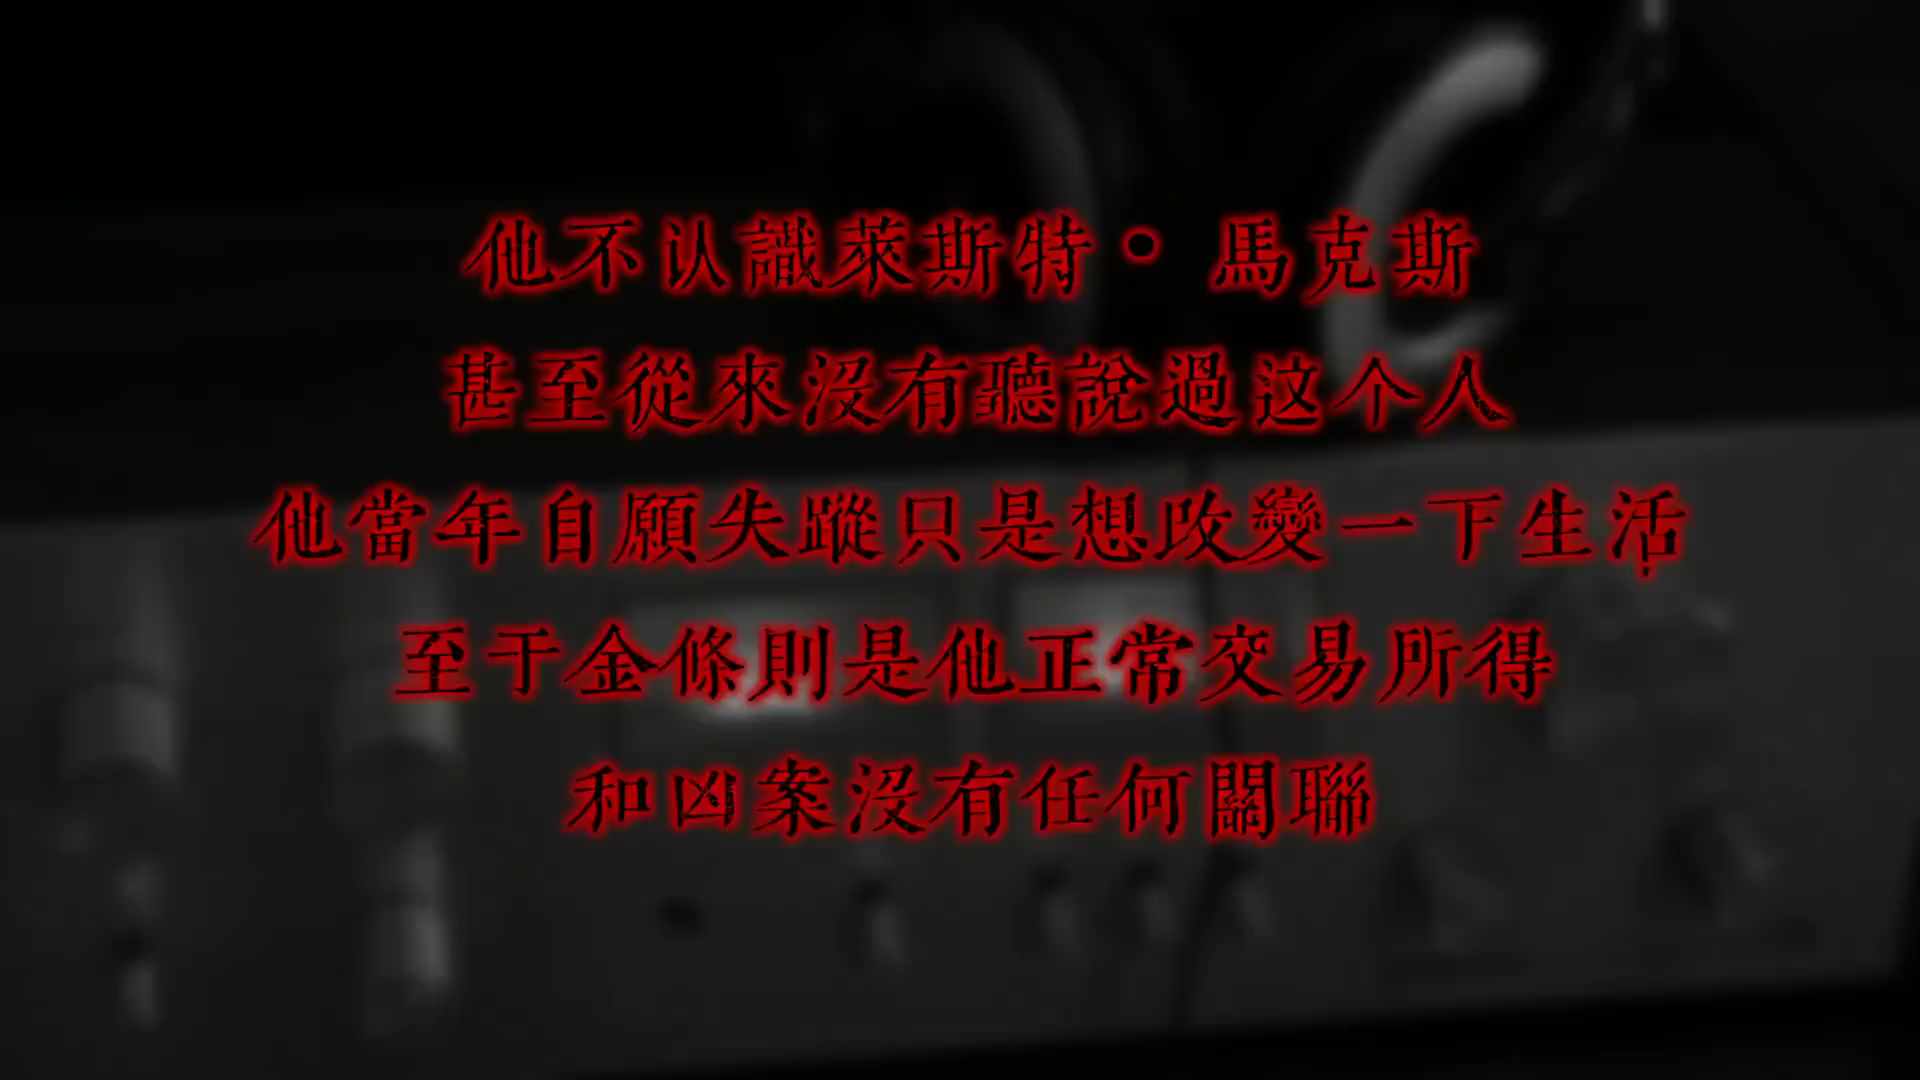 他不认識萊斯特·馬克斯
甚至從來沒有聽說過这个人
他當年自願失蹤只是想改變一下生活
至于金條則是他正常交易所得
和凶案沒有任何關聯